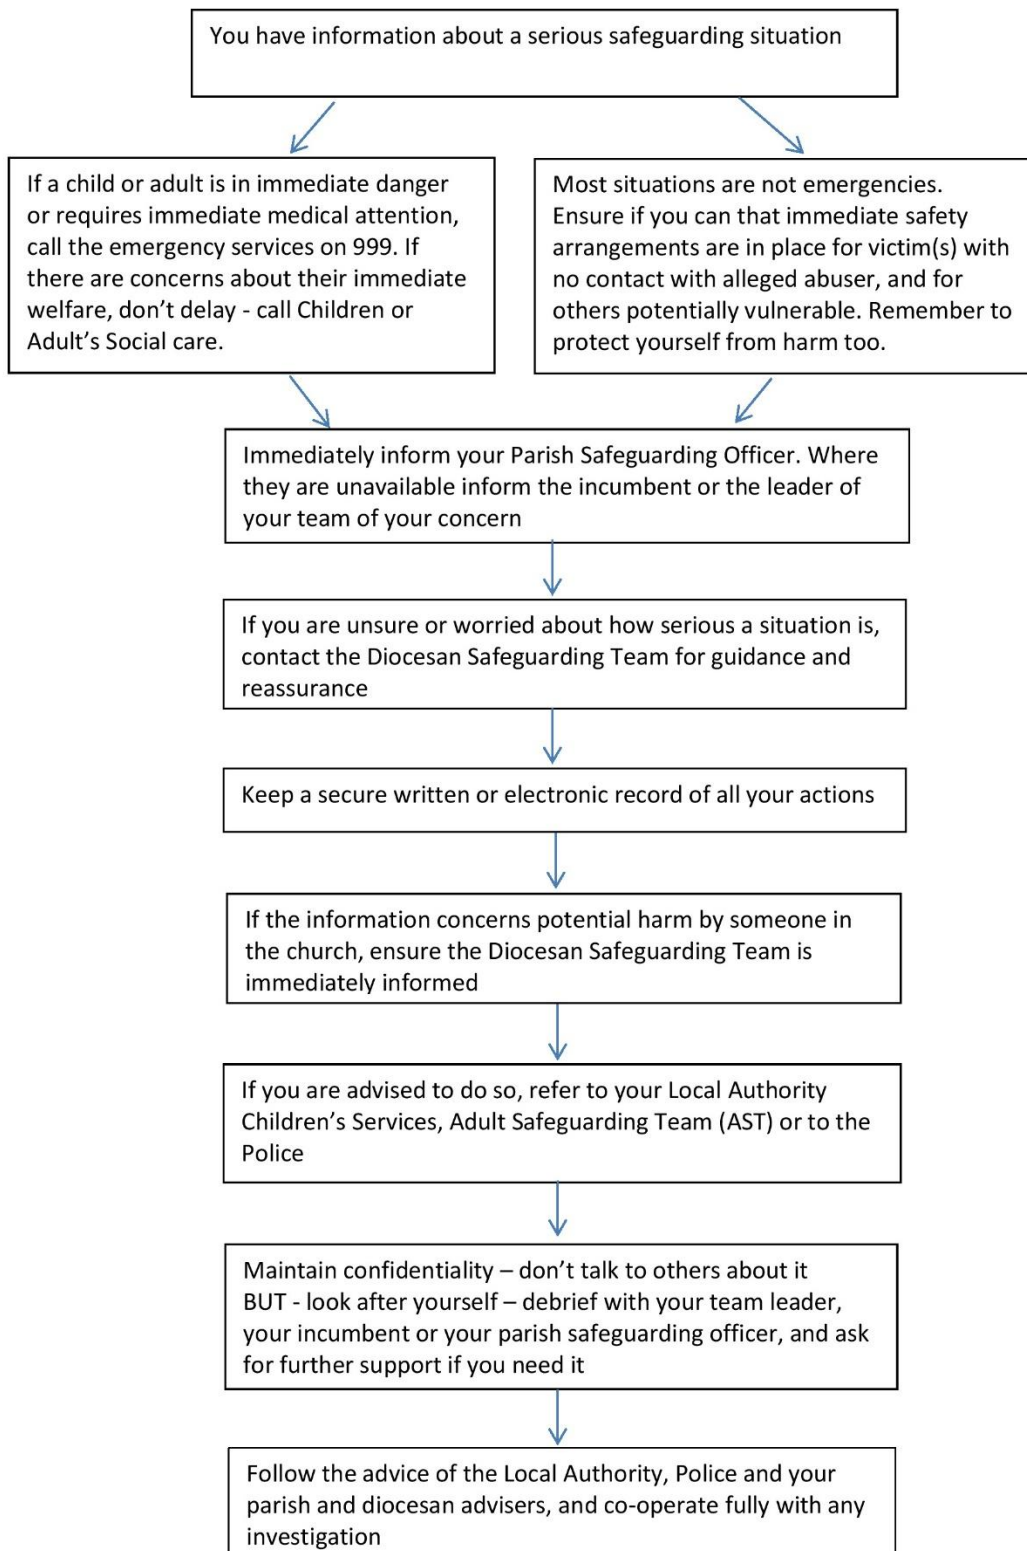 You have information about a serious safeguarding situation
If a child or adult is in immediate danger
or requires immediate medical attention,
call the emergency services on 999. If
there are concerns about their immediate
welfare, don’t delay - call Children or
Adult’s Social care.
Most situations are not emergencies.
Ensure if you can that immediate safety
arrangements are in place for victim(s) with
no contact with alleged abuser, and for
others potentially vulnerable. Remember to
protect yourself from harm too.
Immediately inform your Parish Safeguarding Officer. Where
they are unavailable inform the incumbent or the leader of
your team of your concern
If you are unsure or worried about how serious a situation is,
contact the Diocesan Safeguarding Team for guidance and
reassurance
Keep a secure written or electronic record of all your actions
If the information concerns potential harm by someone in
the church, ensure the Diocesan Safeguarding Team is
immediately informed
If you are advised to do so, refer to your Local Authority
Children’s Services, Adult Safeguarding Team (AST) or to the
Police
Maintain confidentiality – don’t talk to others about it
BUT - look after yourself – debrief with your team leader,
your incumbent or your parish safeguarding officer, and ask
for further support if you need it
Follow the advice of the Local Authority, Police and your
parish and diocesan advisers, and co-operate fully with any
investigation